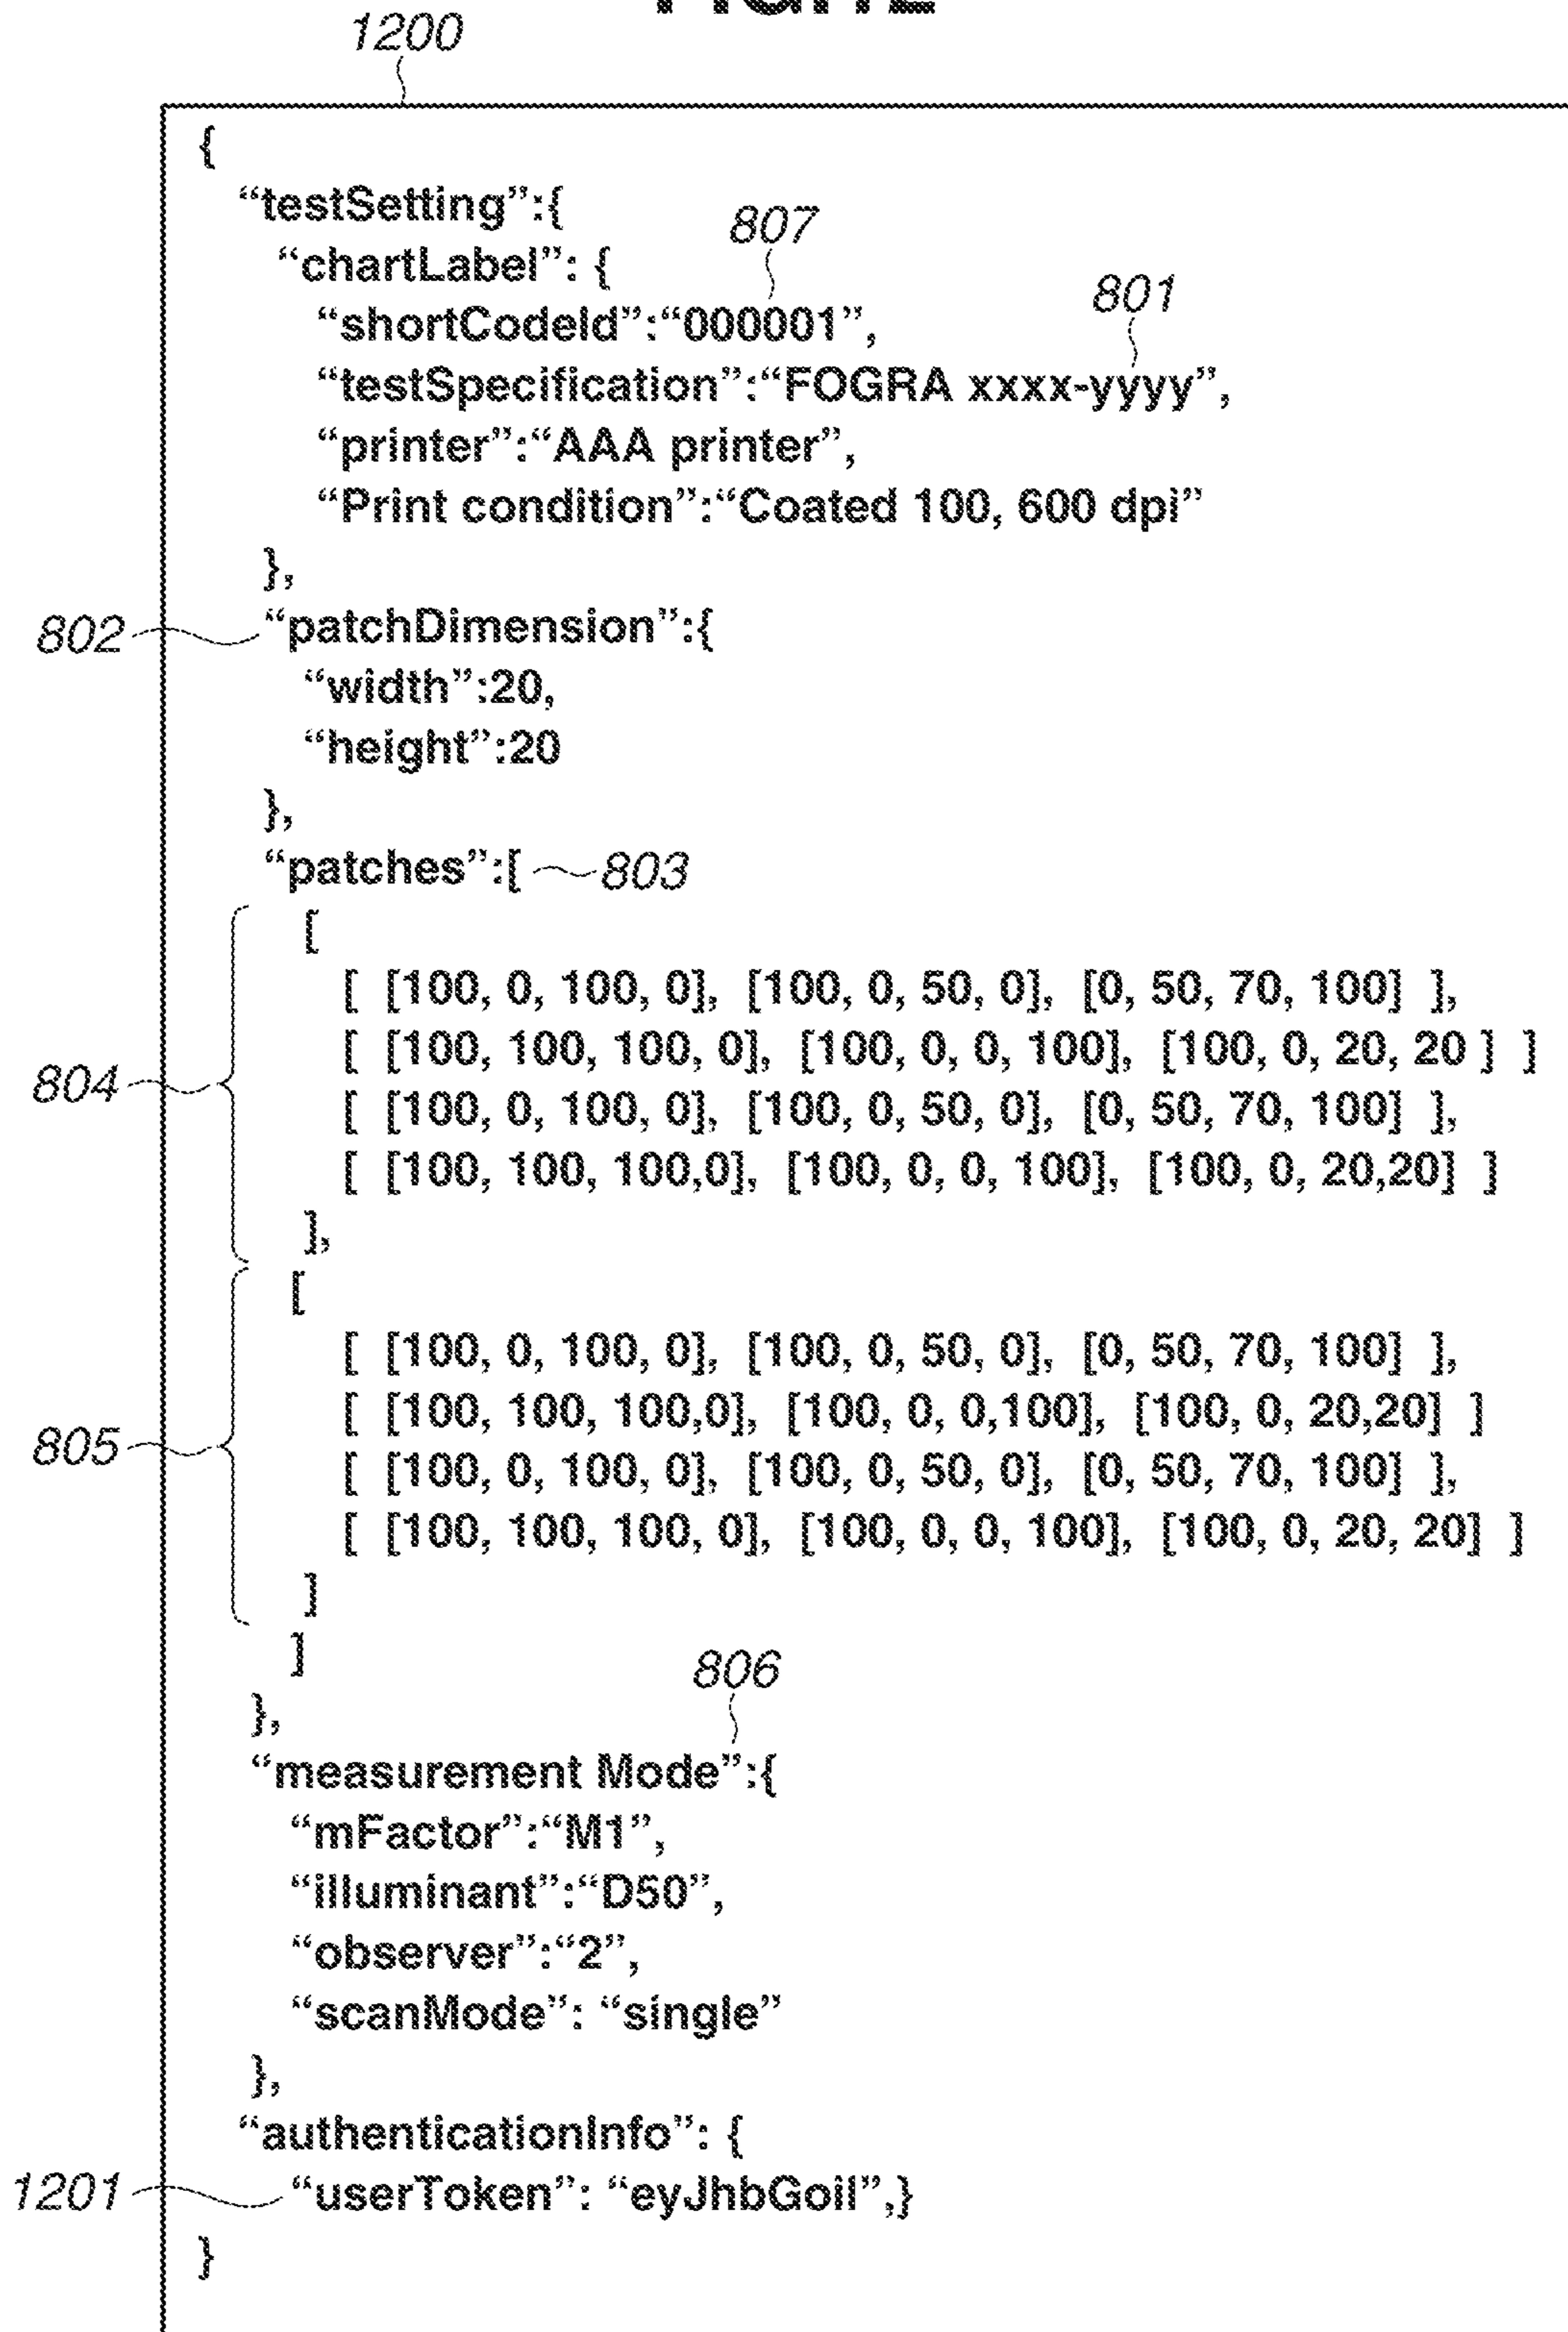 1200
{
“testSetting”:{
807
“chartLabel”: {
801
“shortCodeId”:“000001”,
“testSpecification”:“FOGRA xxxx-yyyy”,
“printer”:“AAA printer”,
“Print condition”:“Coated 100, 600 dpi”
},
802 “patchDimension”:{
“width”:20,
“height”:20
},
“patches”:[ 803
[
[ [100, 0, 100, 0], [100, 0, 50, 0], [0, 50, 70, 100] ],
[ [100, 100, 100, 0], [100, 0, 0, 100], [100, 0, 20, 20 ] ]
804
[ [100, 0, 100, 0], [100, 0, 50, 0], [0, 50, 70, 100] ],
[ [100, 100, 100,0], [100, 0, 0, 100], [100, 0, 20,20] ]
],
[
[ [100, 0, 100, 0], [100, 0, 50, 0], [0, 50, 70, 100] ],
[ [100, 100, 100,0], [100, 0, 0,100], [100, 0, 20,20] ]
805
[ [100, 0, 100, 0], [100, 0, 50, 0], [0, 50, 70, 100] ],
[ [100, 100, 100, 0], [100, 0, 0, 100], [100, 0, 20, 20] ]
]
]
806
},
“measurement Mode”:{
“mFactor”:“M1”,
“illuminant”:“D50”,
“observer”:“2”,
“scanMode”: “single”
},
“authenticationInfo”: {
1201 “userToken”: “eyJhbGoil”,}
}